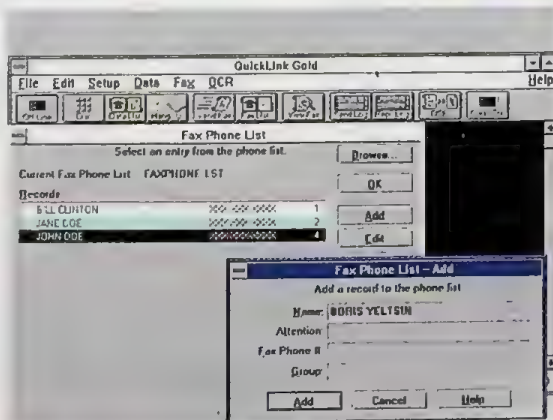 QuickLink Gold
File Edit Setup Data Fax OCR Help
Fax Phone List
Select an entry from the phone list.
Browse...
Current Fax Phone List FAXPHONE LST
OK
Records
BILL CLINTON 1
Add
JANE DOE 2
JOHN DOE 4
Edit
Fax Phone List - Add
Add a record to the phone list
Name: BORIS YELTSIN
Attention:
Fax Phone #:
Group:
Add Cancel Help